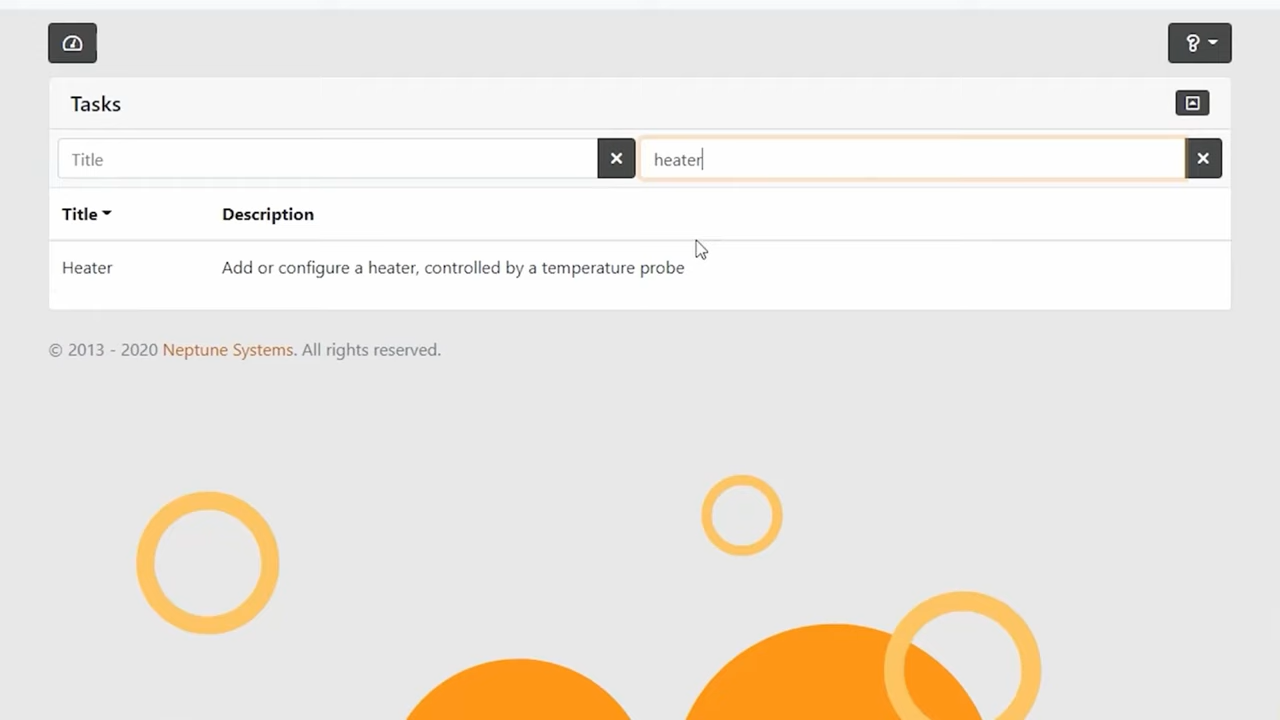 Tasks
Title
heater
Title
Description
Heater
Add or configure a heater, controlled by a temperature probe
© 2013 - 2020 Neptune Systems. All rights reserved.